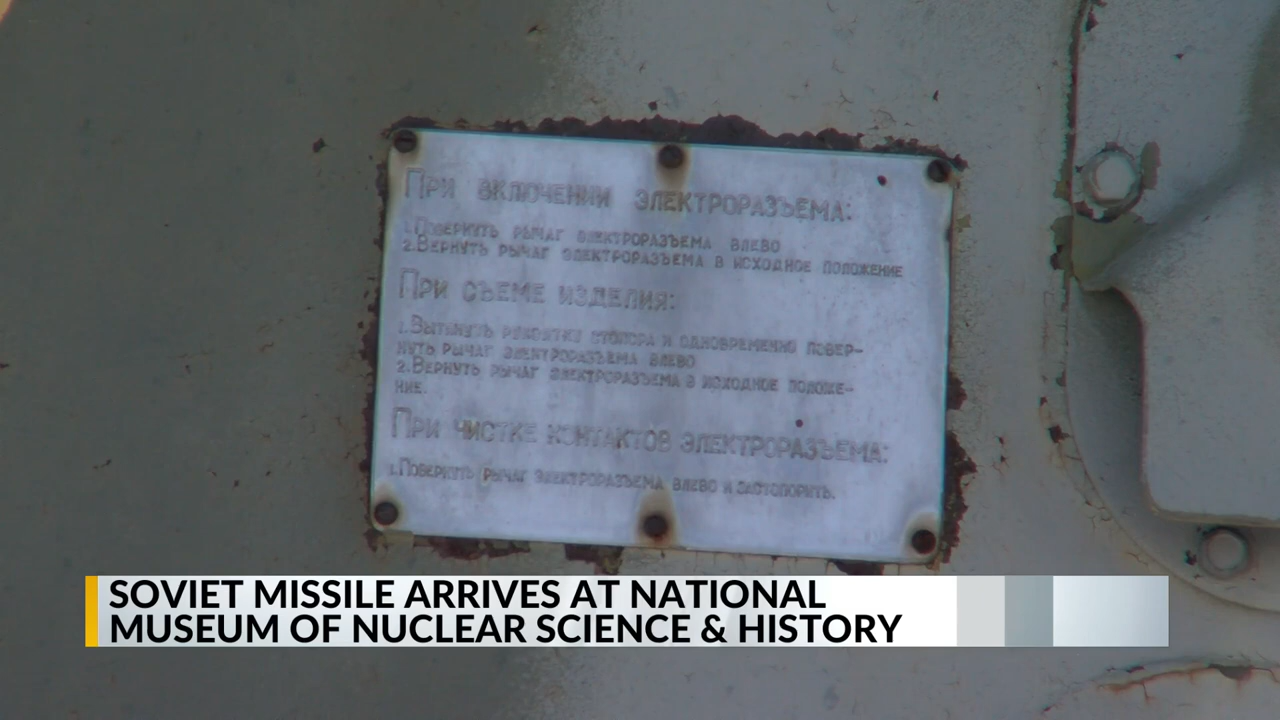 При включении электроразъема:
1. Повернуть рычаг электроразъема влево
2. Вернуть рычаг электроразъема в исходное положение
При съеме изделия:
1. Вытянуть рукоятку стопора и одновременно повер-
нуть рычаг электроразъема влево
2. Вернуть рычаг электроразъема в исходное положе-
ние.
При чистке контактов электроразъема:
1. Повернуть рычаг электроразъема влево и застопорить.
SOVIET MISSILE ARRIVES AT NATIONAL
MUSEUM OF NUCLEAR SCIENCE & HISTORY